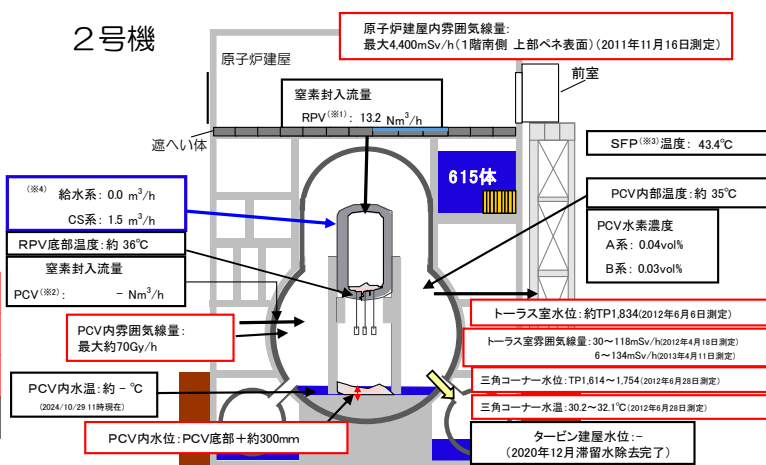 2号機
原子炉建屋内雰囲気線量:
最大4,400mSv/h(1階南側 上部ペネ表面)(2011年11月16日測定)
原子炉建屋
前室
窒素封入流量
RPV(※1): 13.2 Nm3/h
遮へい体
SFP(※3)温度: 43.4℃
615体
(※4) 給水系: 0.0 m3/h
CS系: 1.5 m3/h
PCV内部温度:約 35℃
PCV水素濃度
A系: 0.04vol%
B系: 0.03vol%
RPV底部温度:約 36℃
窒素封入流量
PCV(※2): - Nm3/h
PCV内雰囲気線量:
最大約70Gy/h
トーラス室水位:約TP1,834(2012年6月6日測定)
トーラス室雰囲気線量:30~118mSv/h(2012年4月18日測定)
6~134mSv/h(2013年4月11日測定)
三角コーナー水位:TP1,614~1,754(2012年6月28日測定)
三角コーナー水温:30.2~32.1℃(2012年6月28日測定)
PCV内水温:約 - ℃
(2024/10/29 11時現在)
PCV内水位:PCV底部+約300mm
タービン建屋水位:-
(2020年12月滞留水除去完了)